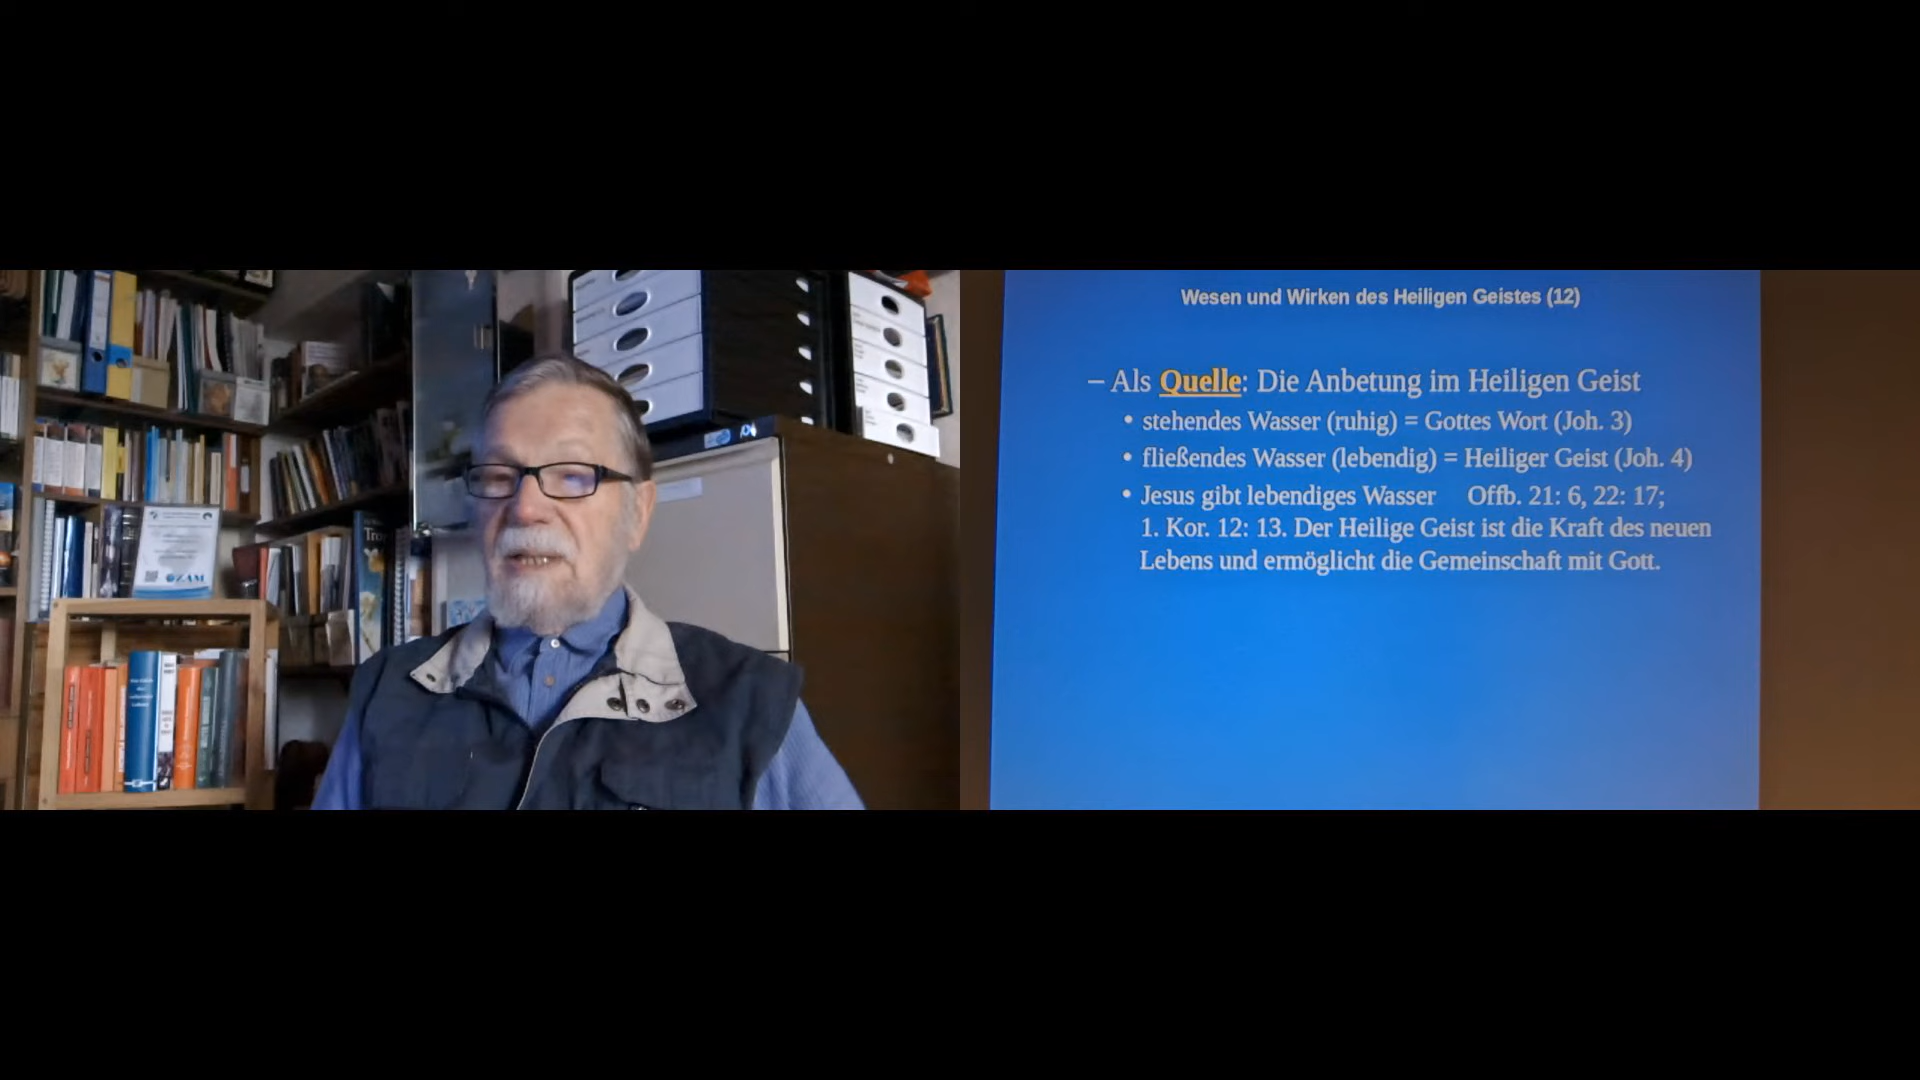 Wesen und Wirken des Heiligen Geistes (12)
– Als Quelle: Die Anbetung im Heiligen Geist
• stehendes Wasser (ruhig) = Gottes Wort (Joh. 3)
• fließendes Wasser (lebendig) = Heiliger Geist (Joh. 4)
• Jesus gibt lebendiges Wasser Offb. 21: 6, 22: 17;
1. Kor. 12: 13. Der Heilige Geist ist die Kraft des neuen
Lebens und ermöglicht die Gemeinschaft mit Gott.
ZAM